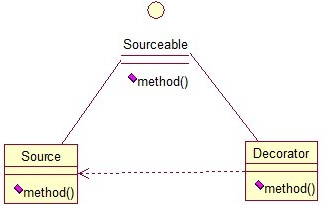 Sourceable
method()
Source
method()
Decorator
method()